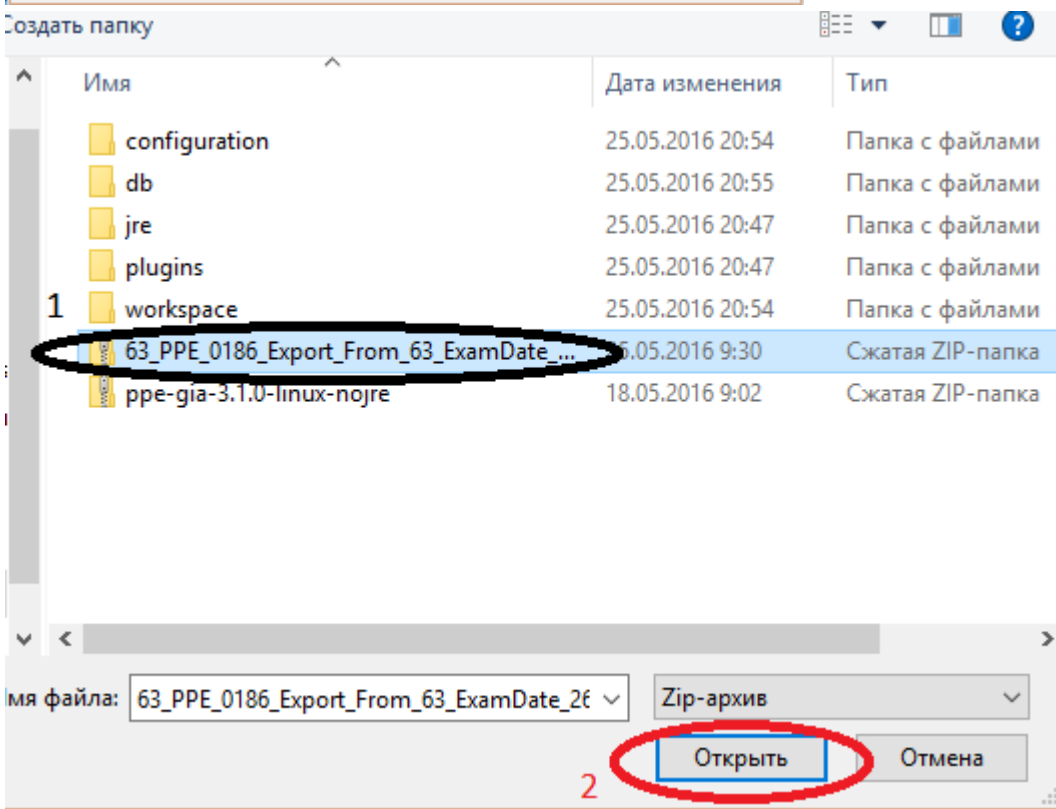 Создать папку
Имя Дата изменения Тип
configuration 25.05.2016 20:54 Папка с файлами
db 25.05.2016 20:55 Папка с файлами
jre 25.05.2016 20:47 Папка с файлами
plugins 25.05.2016 20:47 Папка с файлами
1 workspace 25.05.2016 20:54 Папка с файлами
63_PPE_0186_Export_From_63_ExamDate_... 26.05.2016 9:30 Сжатая ZIP-папка
ppe-gia-3.1.0-linux-nojre 18.05.2016 9:02 Сжатая ZIP-папка
мя файла: 63_PPE_0186_Export_From_63_ExamDate_26 Zip-архив
2 Открыть Отмена